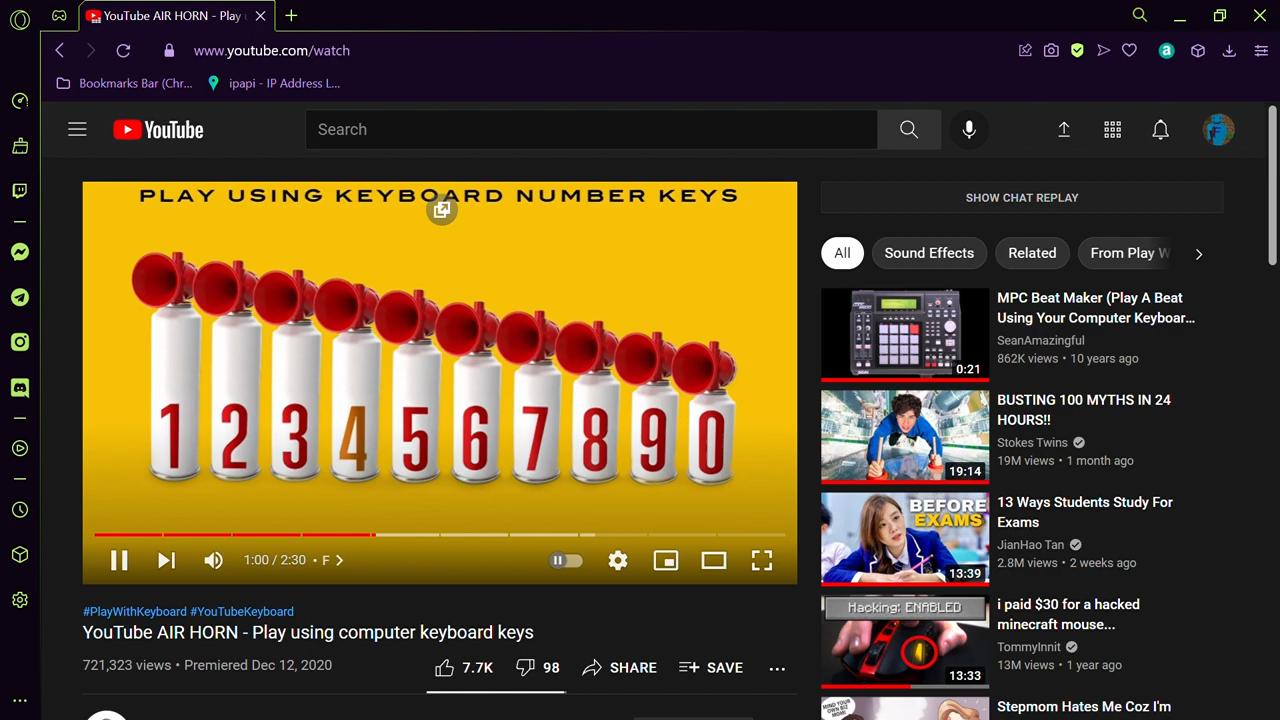 YouTube AIR HORN - Play
www.youtube.com/watch
Bookmarks Bar (Chr...
ipapi - IP Address L...
YouTube
Search
PLAY USING KEYBOARD NUMBER KEYS
1 2 3 4 5 6 7 8 9 0
1:00 / 2:30 • F
#PlayWithKeyboard #YouTubeKeyboard
YouTube AIR HORN - Play using computer keyboard keys
721,323 views • Premiered Dec 12, 2020
7.7K
98
SHARE
SAVE
SHOW CHAT REPLAY
All
Sound Effects
Related
From Play W
0:21
MPC Beat Maker (Play A Beat
Using Your Computer Keyboar...
SeanAmazingful
862K views • 10 years ago
19:14
BUSTING 100 MYTHS IN 24
HOURS!!
Stokes Twins
19M views • 1 month ago
BEFORE
EXAMS
13:39
13 Ways Students Study For
Exams
JianHao Tan
2.8M views • 2 weeks ago
Hacking: ENABLED
13:33
i paid $30 for a hacked
minecraft mouse...
TommyInnit
13M views • 1 year ago
MIND YOUR
OWN BIZ
MOM!
Stepmom Hates Me Coz I'm